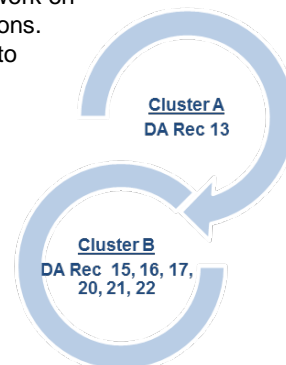 work on
ons.
to
Cluster A
DA Rec 13
Cluster B
DA Rec 15, 16, 17,
20, 21, 22